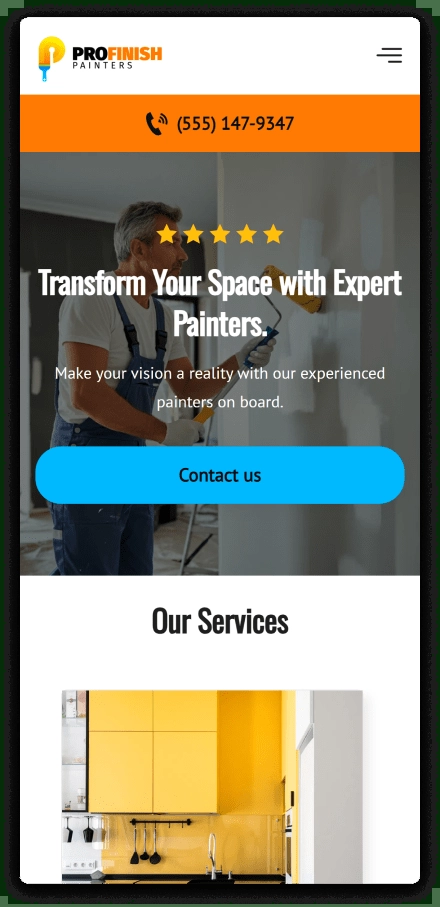 PROFINISH
PAINTERS
(555) 147-9347
Transform Your Space with Expert
Painters.
Make your vision a reality with our experienced
painters on board.
Contact us
Our Services